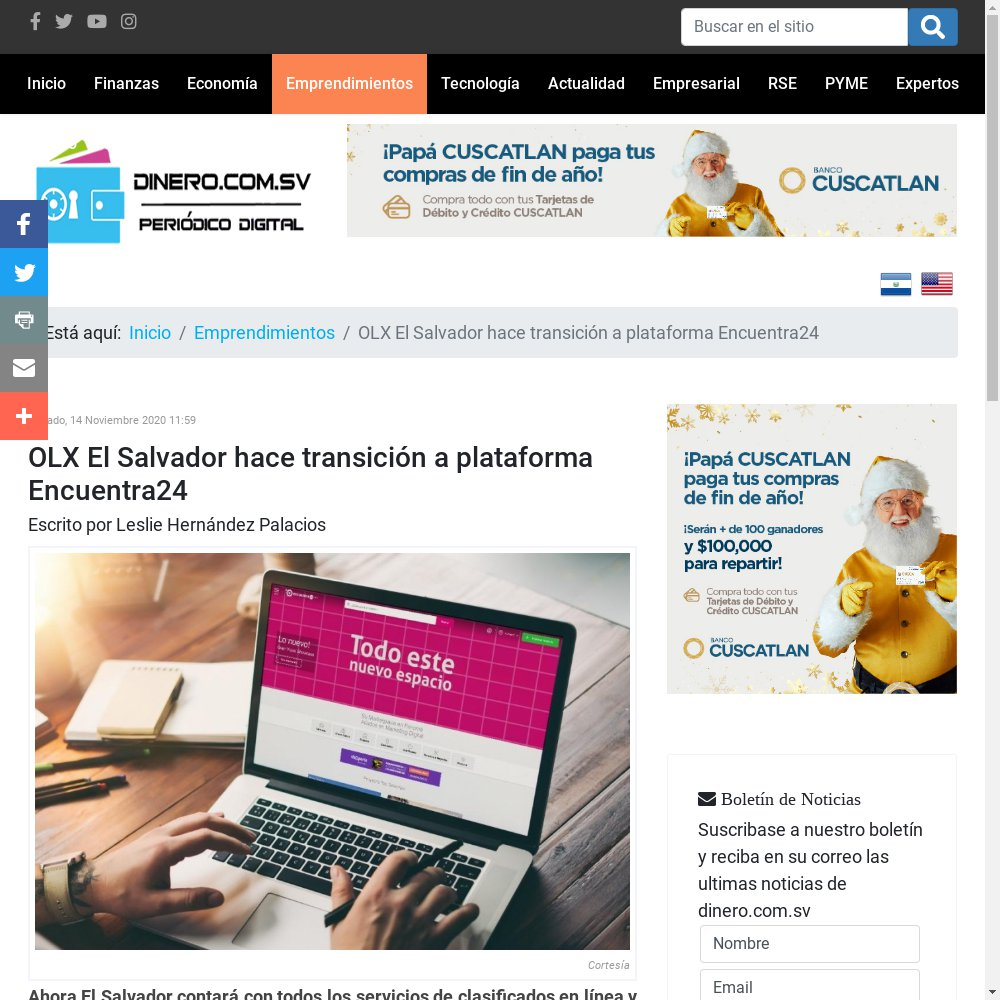 Buscar en el sitio
Inicio Finanzas Economía Emprendimientos Tecnología Actualidad Empresarial RSE PYME Expertos
DINERO.COM.SV
PERIÓDICO DIGITAL
¡Papá CUSCATLAN paga tus
compras de fin de año!
Compra todo con tus Tarjetas de
Débito y Crédito CUSCATLAN
BANCO
CUSCATLAN
Está aquí: Inicio / Emprendimientos / OLX El Salvador hace transición a plataforma Encuentra24
ado, 14 Noviembre 2020 11:59
OLX El Salvador hace transición a plataforma
Encuentra24
Escrito por Leslie Hernández Palacios
Lo nuevo!
Todo este
nuevo espacio
Cortesía
Ahora El Salvador contará con todos los servicios de clasificados en línea y
¡Papá CUSCATLAN
paga tus compras
de fin de año!
¡Serán + de 100 ganadores
y $100,000
para repartir!
Compra todo con tus
Tarjetas de Débito y
Crédito CUSCATLAN
BANCO
CUSCATLAN
Boletín de Noticias
Suscribase a nuestro boletín
y reciba en su correo las
ultimas noticias de
dinero.com.sv
Nombre
Email